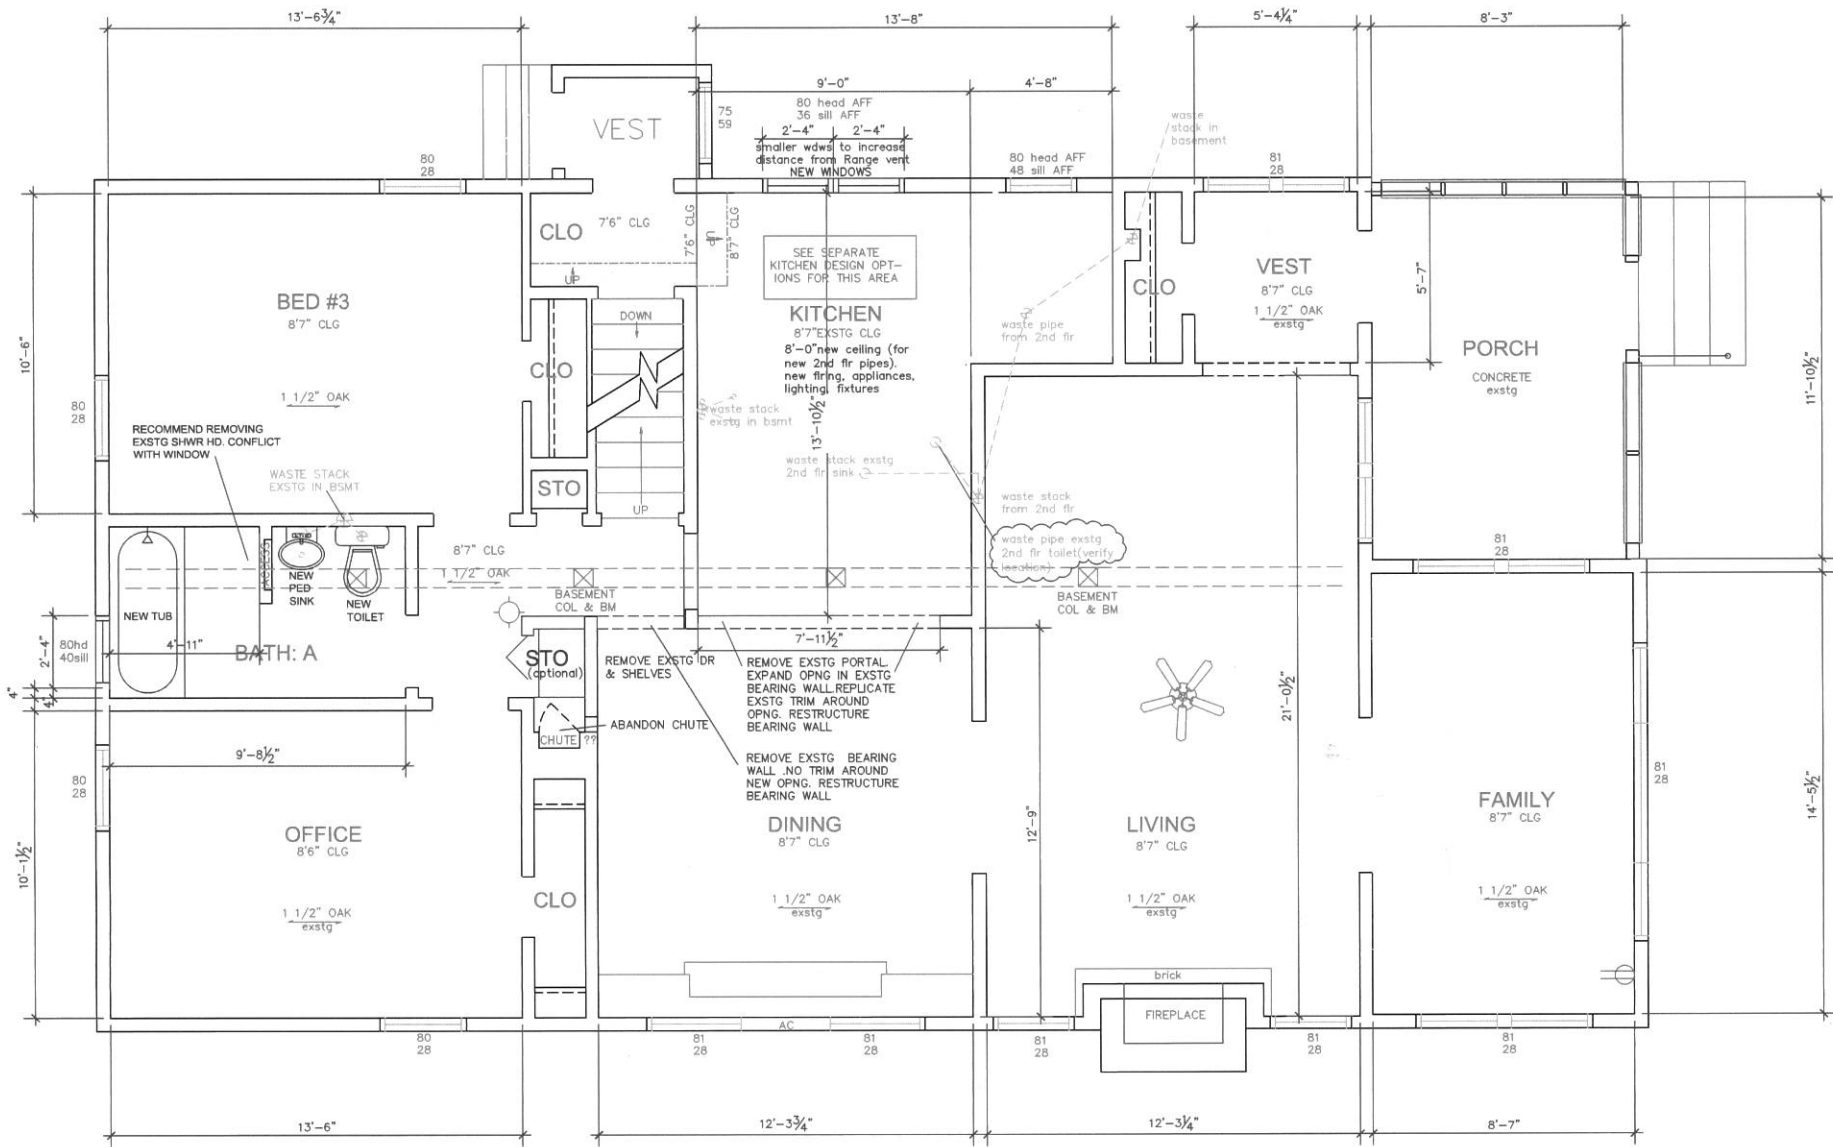 13'-6¾"
13'-8"
5'-4¼"
8'-3"
9'-0"
4'-8"
80 head AFF
36 sill AFF
2'-4"
2'-4"
smaller wdws to increase
distance from Range vent
NEW WINDOWS
75
59
VEST
80
28
80 head AFF
48 sill AFF
waste
stack in
basement
81
28
CLO
7'6" CLG
7'6" CLG
UP
8'7" CLG
UP
SEE SEPARATE
KITCHEN DESIGN OPT-
IONS FOR THIS AREA
KITCHEN
8'7"EXSTG CLG
8'-0"new ceiling (for
new 2nd flr pipes).
new flring, appliances,
lighting, fixtures
13'-10½"
BED #3
8'7" CLG
1 1/2" OAK
10'-6"
80
28
DOWN
CLO
STO
UP
waste pipe
from 2nd flr
CLO
VEST
8'7" CLG
1 1/2" OAK
exstg
5'-7"
PORCH
CONCRETE
exstg
11'-10½"
RECOMMEND REMOVING
EXSTG SHWR HD. CONFLICT
WITH WINDOW
WASTE STACK
EXSTG IN BSMT
waste stack
exstg in bsmt
waste stack exstg
2nd flr sink
waste stack
from 2nd flr
waste pipe exstg
2nd flr toilet(verify
location)
81
28
8'7" CLG
1 1/2" OAK
ACCESS
NEW
PED
SINK
NEW
TOILET
NEW TUB
BASEMENT
COL & BM
BASEMENT
COL & BM
80hd
40sill
2'-4"
4"
4"
4'-11"
BATH: A
STO
(optional)
REMOVE EXSTG DR
& SHELVES
7'-11½"
REMOVE EXSTG PORTAL.
EXPAND OPNG IN EXSTG
BEARING WALL.REPLICATE
EXSTG TRIM AROUND
OPNG. RESTRUCTURE
BEARING WALL
ABANDON CHUTE
CHUTE ??
REMOVE EXSTG BEARING
WALL .NO TRIM AROUND
NEW OPNG. RESTRUCTURE
BEARING WALL
21'-0½"
9'-8½"
80
28
81
28
OFFICE
8'6" CLG
1 1/2" OAK
exstg
10'-1½"
CLO
DINING
8'7" CLG
1 1/2" OAK
exstg
12'-9"
LIVING
8'7" CLG
1 1/2" OAK
exstg
FAMILY
8'7" CLG
1 1/2" OAK
exstg
14'-5½"
brick
FIREPLACE
AC
80
28
81
28
81
28
81
28
81
28
81
28
13'-6"
12'-3¾"
12'-3¼"
8'-7"